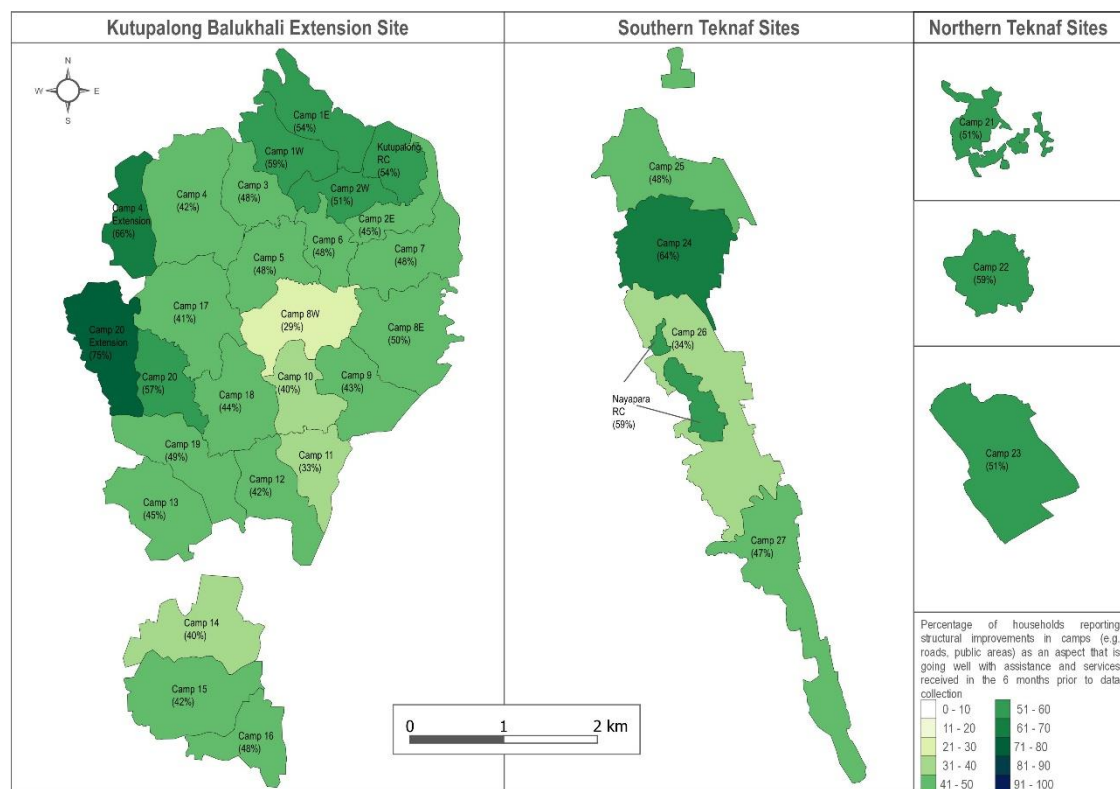 Kutupalong Balukhali Extension Site
Southern Teknaf Sites
Northern Teknaf Sites
N
W
E
S
Camp 1E
(54%)
Camp 1W
(59%)
Kutupalong
RC
(54%)
Camp 2W
(51%)
Camp 3
(48%)
Camp 4
(42%)
Camp 4
Extension
(66%)
Camp 2E
(45%)
Camp 6
(48%)
Camp 7
(48%)
Camp 5
(48%)
Camp 17
(41%)
Camp 8W
(29%)
Camp 8E
(50%)
Camp 20
Extension
(75%)
Camp 20
(57%)
Camp 18
(44%)
Camp 10
(40%)
Camp 9
(43%)
Camp 19
(49%)
Camp 11
(33%)
Camp 12
(42%)
Camp 13
(45%)
Camp 14
(40%)
Camp 15
(42%)
Camp 16
(48%)
Camp 25
(48%)
Camp 24
(64%)
Camp 26
(34%)
Nayapara
RC
(59%)
Camp 27
(47%)
0 1 2 km
Camp 21
(51%)
Camp 22
(59%)
Camp 23
(51%)
Percentage of households reporting
structural improvements in camps (e.g.
roads, public areas) as an aspect that is
going well with assistance and services
received in the 6 months prior to data
collection
0 - 10
11 - 20
21 - 30
31 - 40
41 - 50
51 - 60
61 - 70
71 - 80
81 - 90
91 - 100